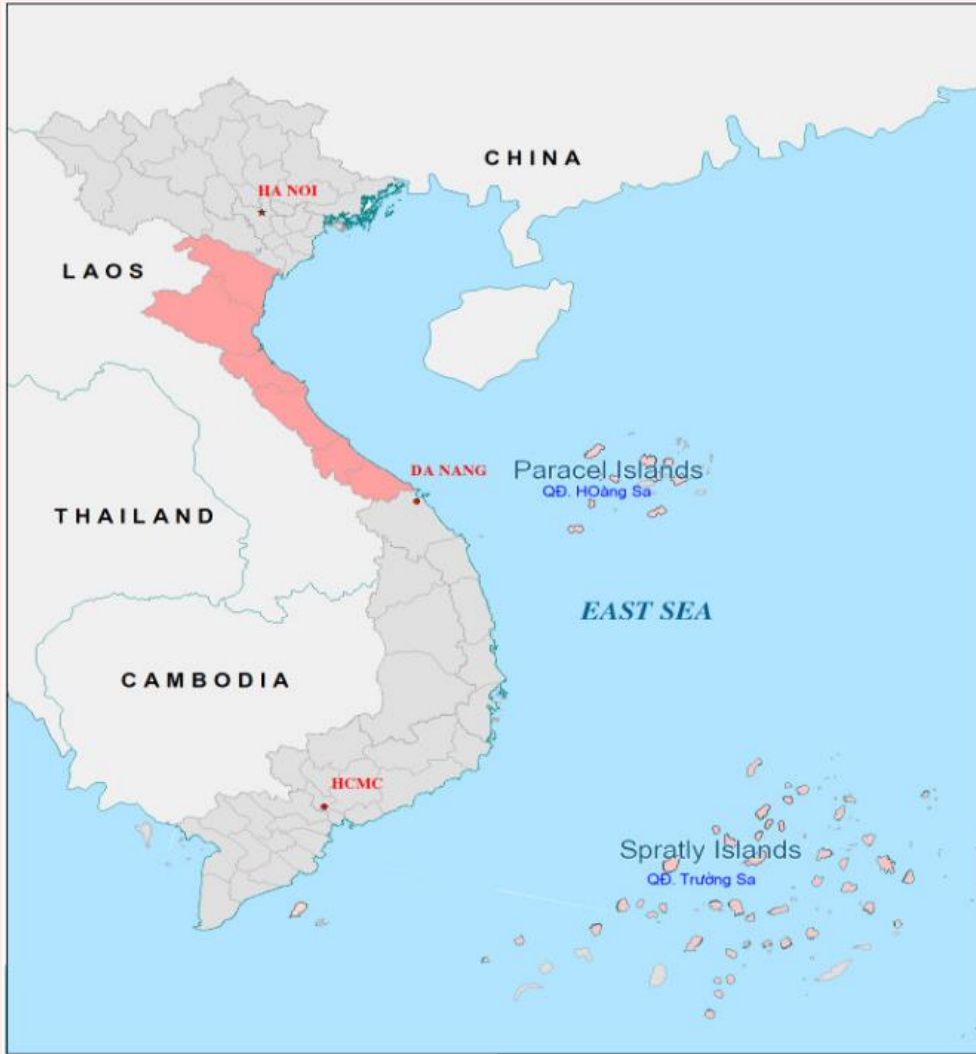 CHINA
HA NOI
LAOS
DA NANG
Paracel Islands
QĐ. HOàng Sa
THAILAND
EAST SEA
CAMBODIA
HCMC
Spratly Islands
QĐ. Trường Sa